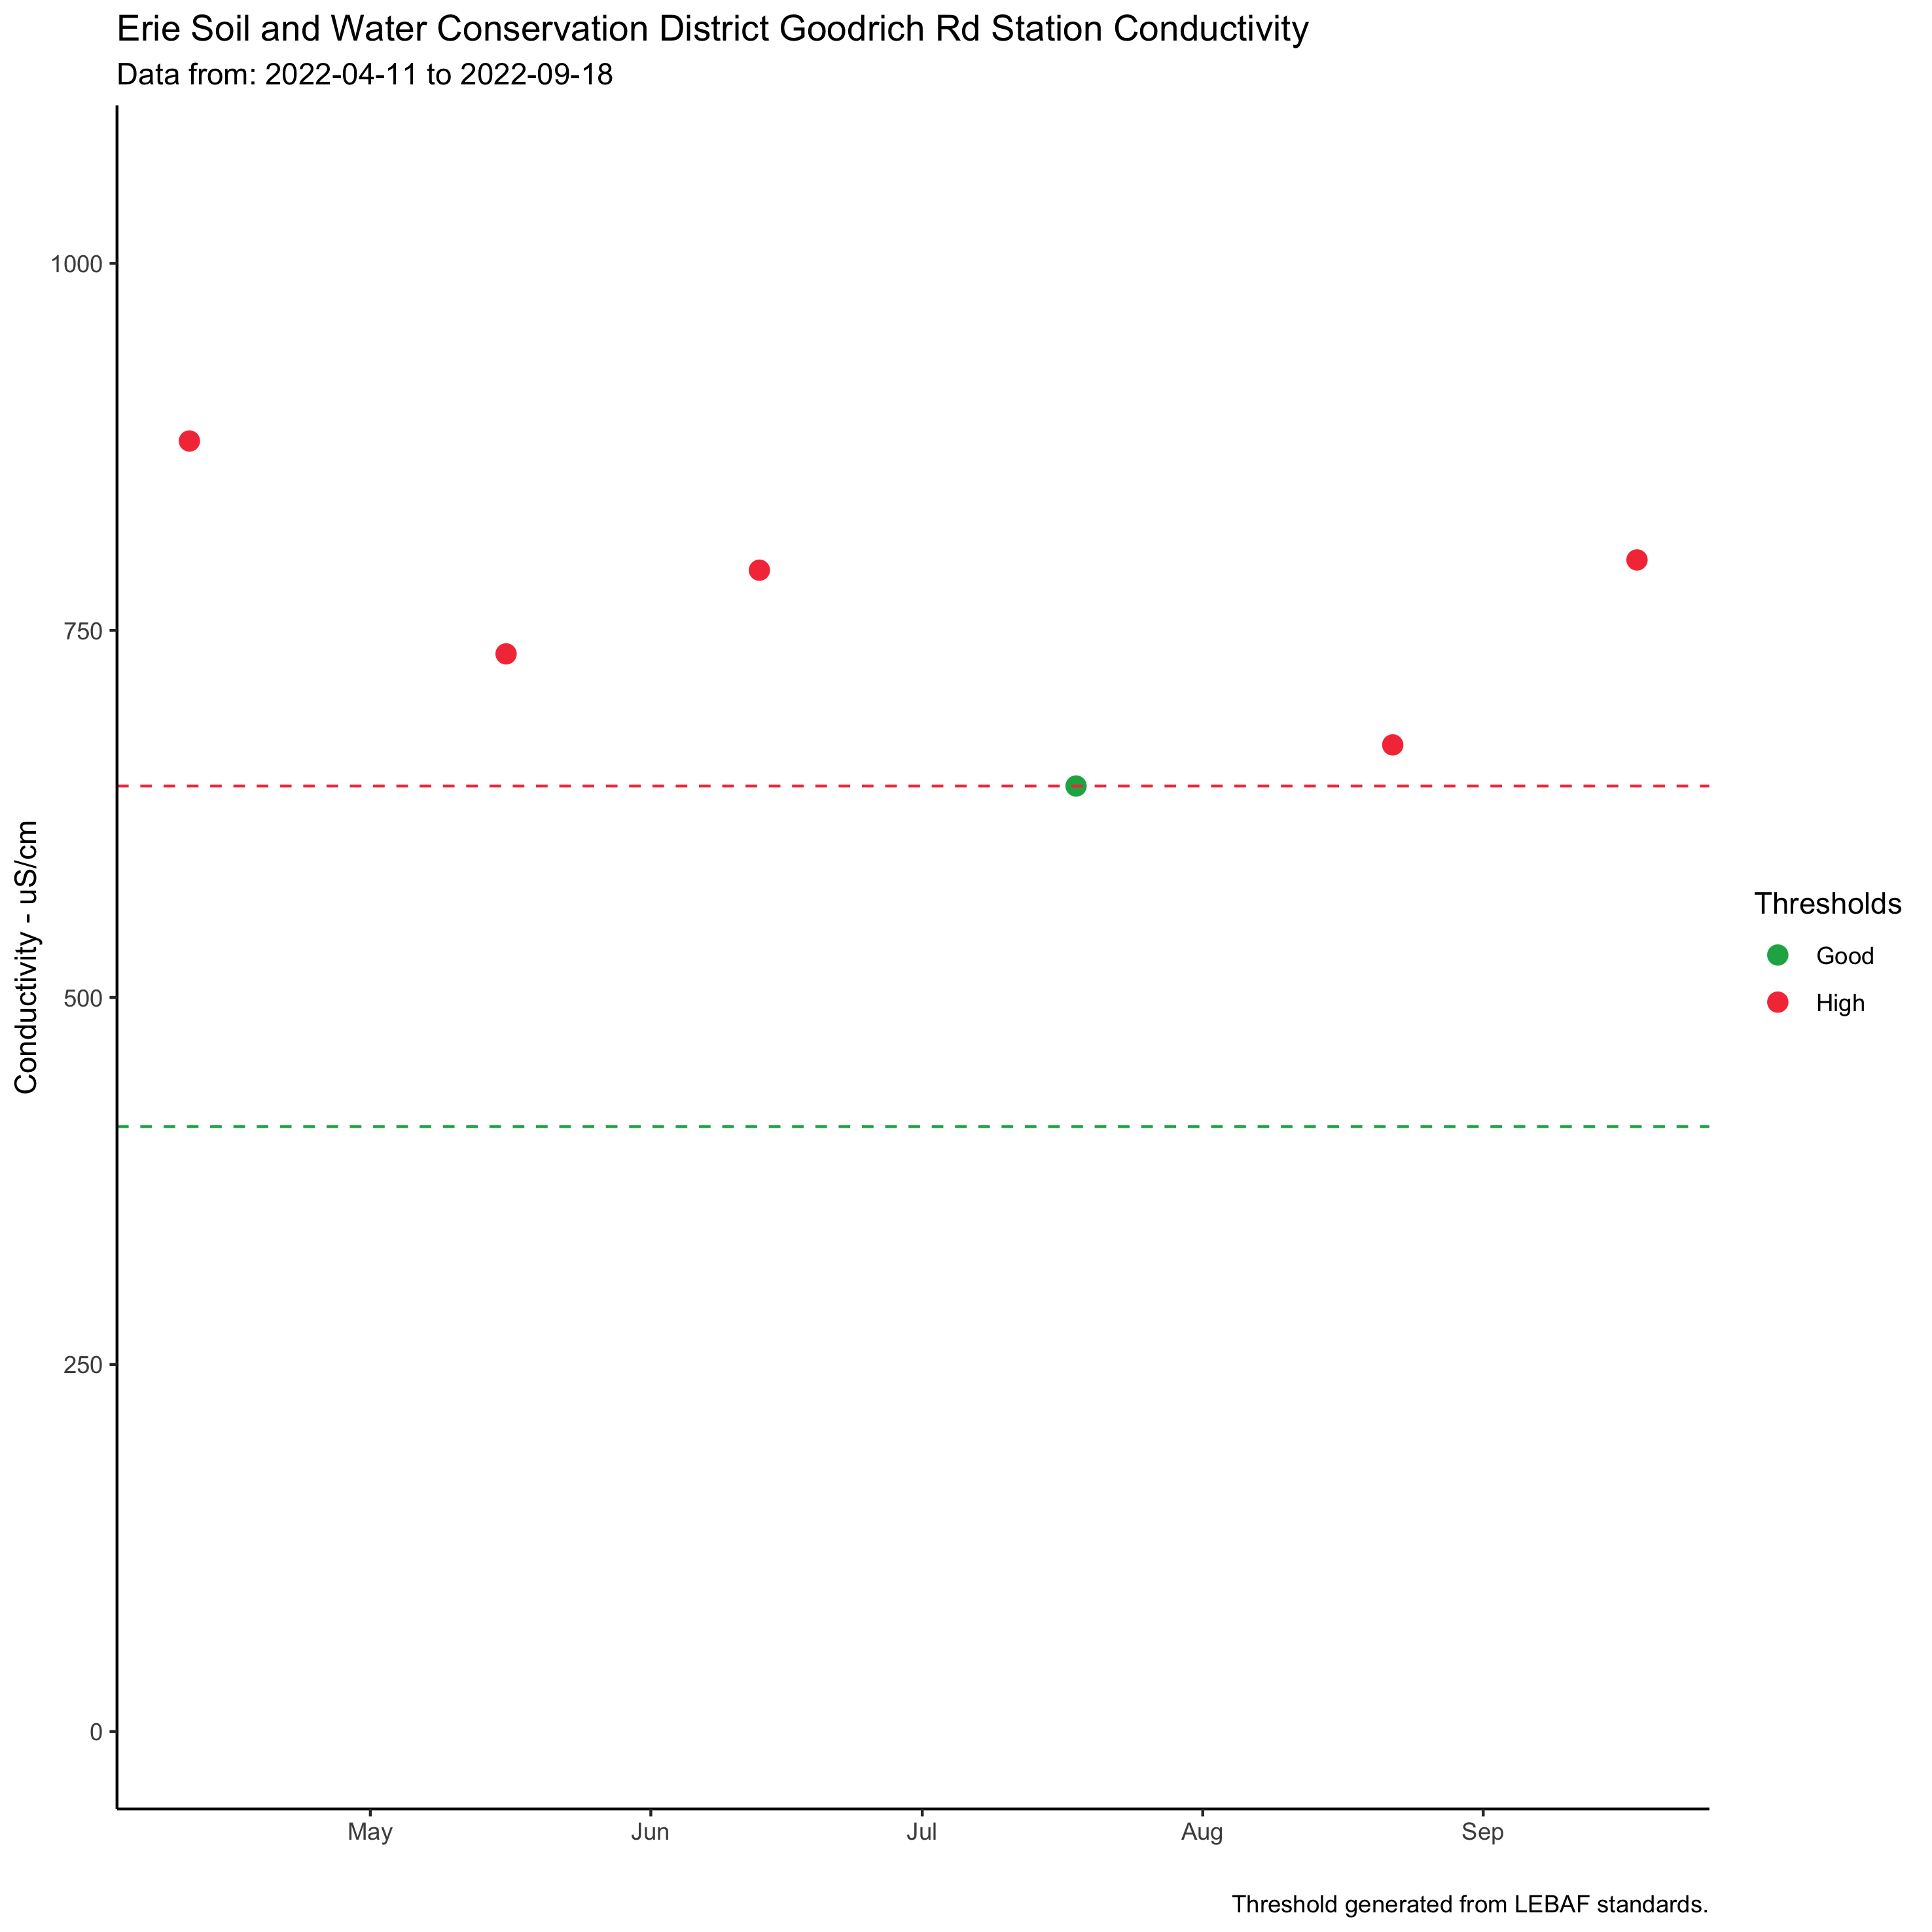 Erie Soil and Water Conservation District Goodrich Rd Station Conductivity
Data from: 2022-04-11 to 2022-09-18
1000
750
500
250
0
Conductivity - uS/cm
Thresholds
Good
High
May Jun Jul Aug Sep
Threshold generated from LEBAF standards.